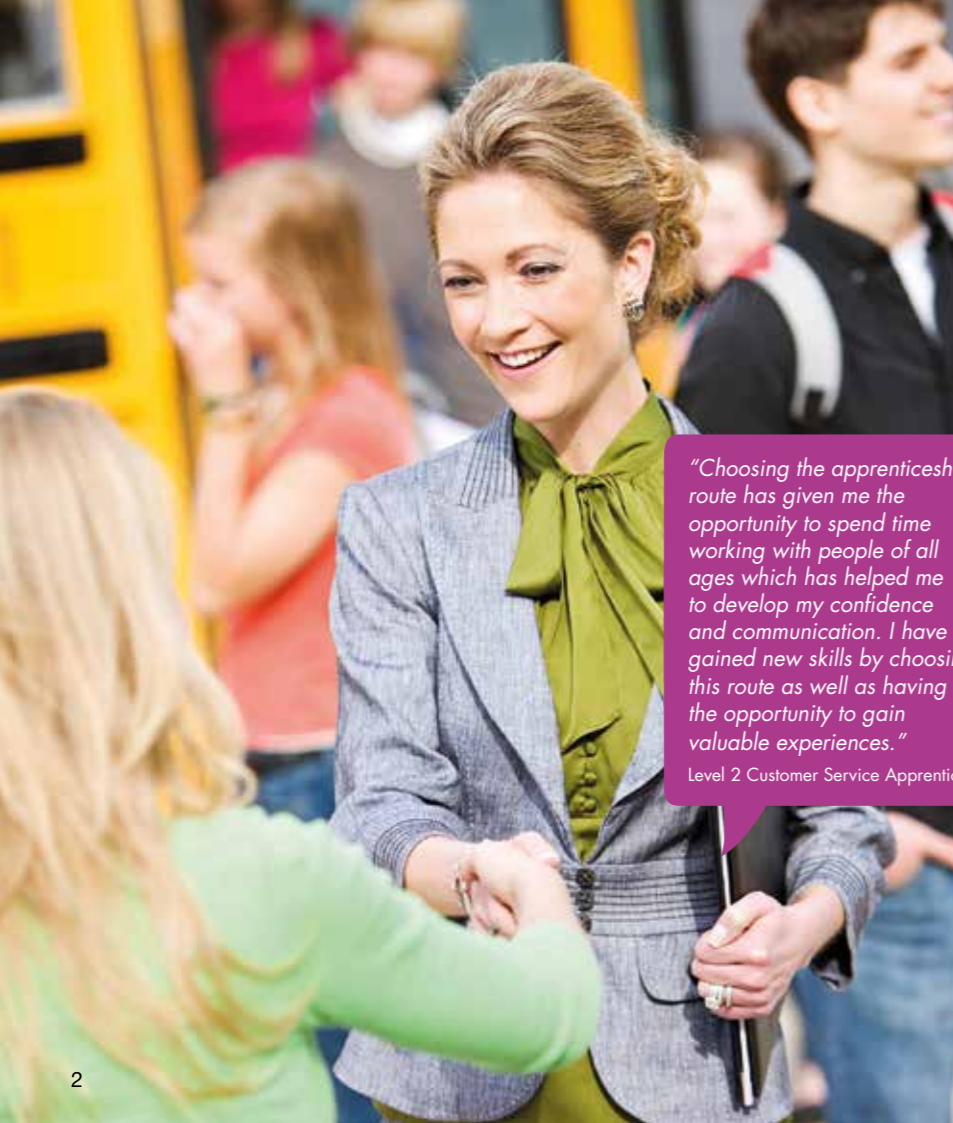 “Choosing the apprenticesh
route has given me the
opportunity to spend time
working with people of all
ages which has helped me
to develop my confidence
and communication. I have
gained new skills by choosi
this route as well as having
the opportunity to gain
valuable experiences.”
Level 2 Customer Service Apprenti
2